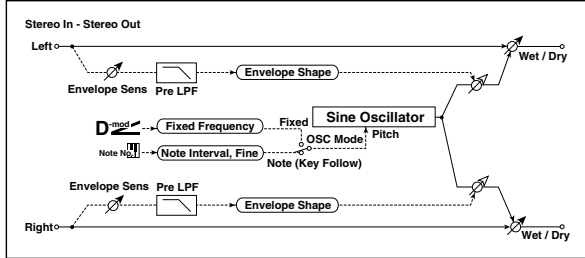 Stereo In - Stereo Out
Left
Wet / Dry
Envelope Sens
Pre LPF
Envelope Shape
D-mod
Fixed Frequency
Fixed
Sine Oscillator
OSC Mode
Pitch
Note No.
Note Interval, Fine
Note (Key Follow)
Envelope Sens
Pre LPF
Envelope Shape
Right
Wet / Dry